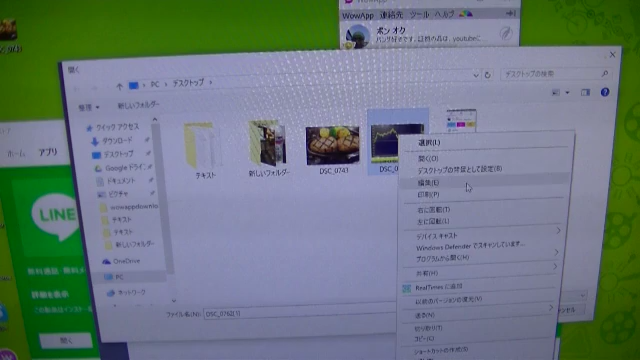 WowApp
WowApp 連絡先 ツール ヘルプ
ポン オク
開く
PC › デスクトップ
デスクトップの検索
整理
新しいフォルダー
クイック アクセス
ダウンロード
デスクトップ
Google ドライ
ドキュメント
ピクチャ
wowappdownlo
テキスト
テキスト
新しいフォルダー
OneDrive
PC
ネットワーク
テキスト
新しいフォルダー
DSC_0743
選択(L)
開く(O)
デスクトップの背景として設定(B)
編集(E)
印刷(P)
右に回転(T)
左に回転(L)
デバイス キャスト
Windows Defender でスキャンしています...
プログラムから開く(H)
共有(H)
RealTimes に追加
以前のバージョンの復元(V)
送る(N)
切り取り(T)
コピー(C)
ショートカットの作成(S)
ファイル名(N):
DSC_0762[1]
ホーム
アプリ
LINE
詳細を表示
開く